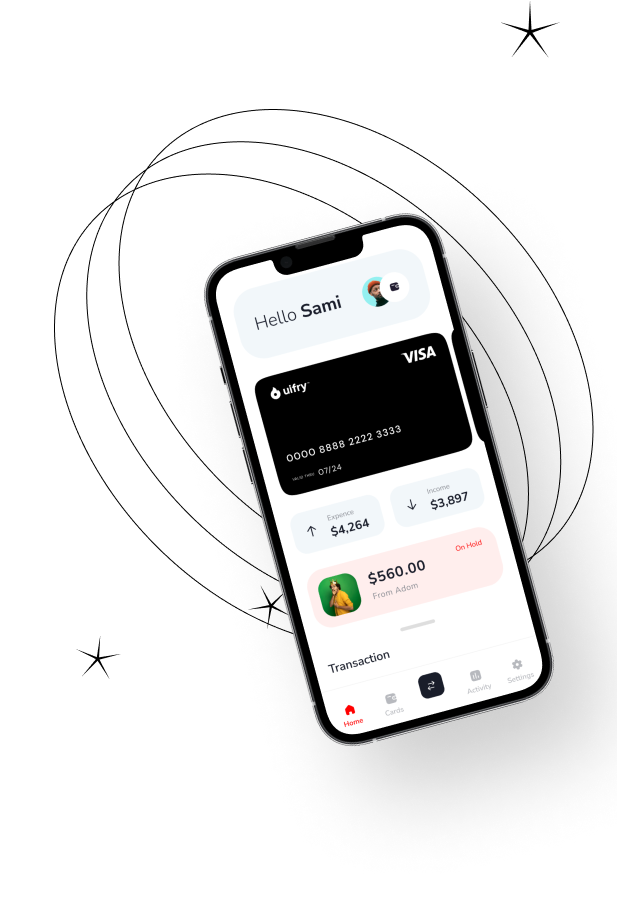 Hello Sami
VISA
uifry™
0000 8888 2222 3333
VALID THRU 07/24
Expence
$4,264
Income
$3,897
On Hold
$560.00
From Adom
Transaction
Home
Cards
Activity
Settings